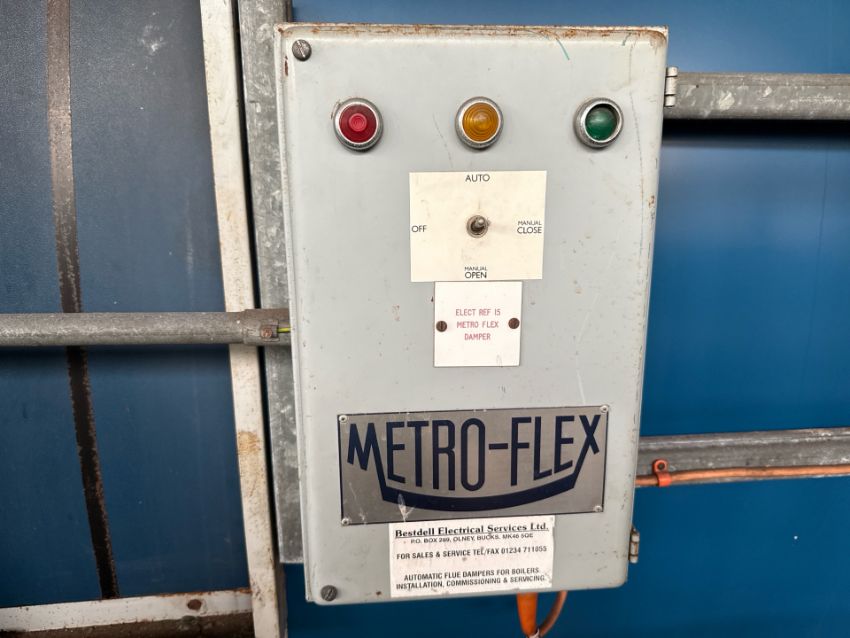 AUTO
OFF
MANUAL
CLOSE
MANUAL
OPEN
ELECT REF 15
METRO FLEX
DAMPER
METRO-FLEX
Bestdell Electrical Services Ltd.
P.O. BOX 280, OLNEY, BUCKS. MK46 5QE
FOR SALES & SERVICE TEL/FAX 01234 711055
AUTOMATIC FLUE DAMPERS FOR BOILERS
INSTALLATION, COMMISSIONING & SERVICING.